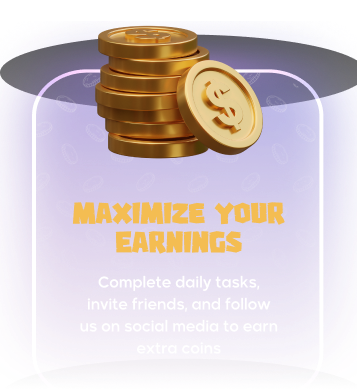 MAXIMIZE YOUR
EARNINGS
Complete daily tasks,
invite friends, and follow
us on social media to earn
extra coins